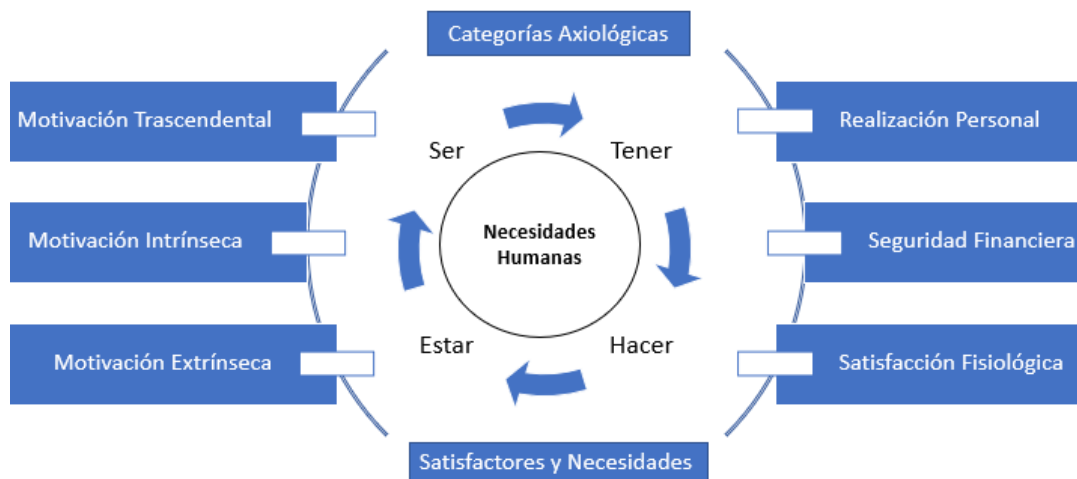 Categorías Axiológicas
Motivación Trascendental
Realización Personal
Ser
Tener
Motivación Intrínseca
Necesidades
Humanas
Seguridad Financiera
Estar
Hacer
Motivación Extrínseca
Satisfacción Fisiológica
Satisfactores y Necesidades